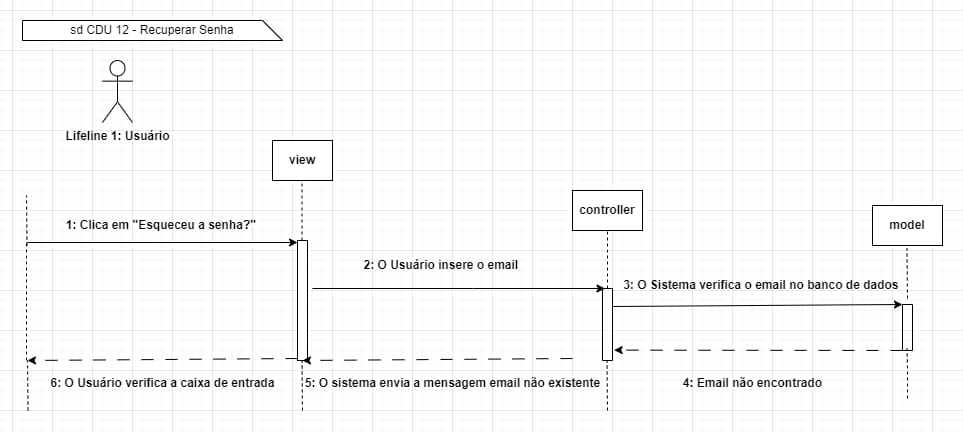 sd CDU 12 - Recuperar Senha
Lifeline 1: Usuário
view
controller
model
1: Clica em "Esqueceu a senha?"
2: O Usuário insere o email
3: O Sistema verifica o email no banco de dados
6: O Usuário verifica a caixa de entrada
5: O sistema envia a mensagem email não existente
4: Email não encontrado